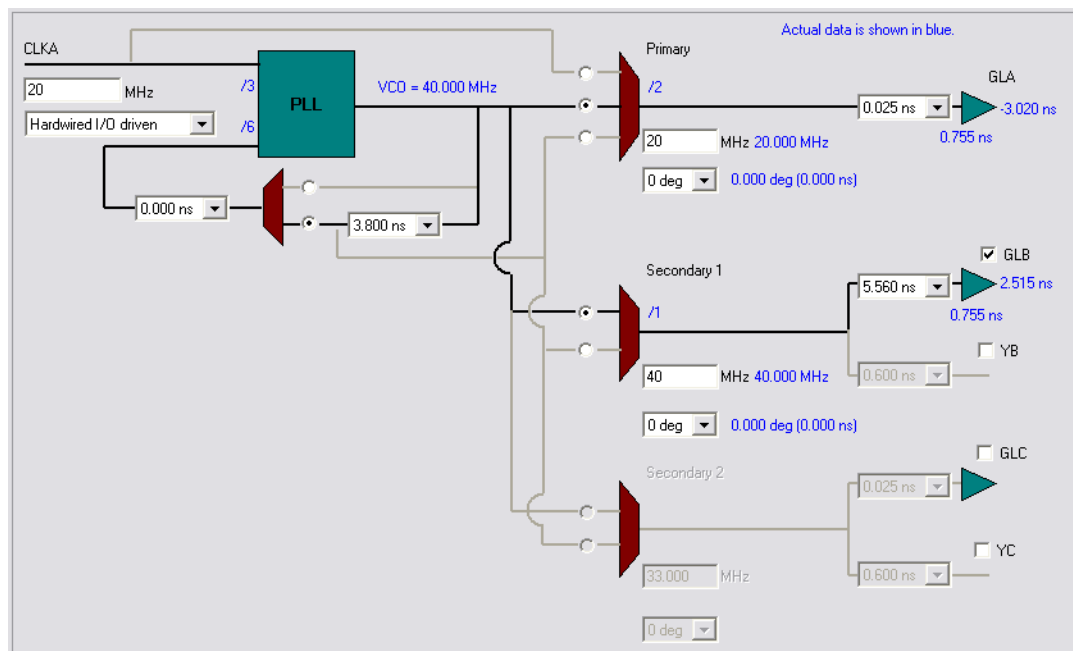 Actual data is shown in blue.
CLKA
Primary
20 MHz
/3
PLL
VCO = 40.000 MHz
/2
GLA
0.025 ns
-3.020 ns
0.755 ns
Hardwired I/O driven
/6
20 MHz 20.000 MHz
0 deg 0.000 deg (0.000 ns)
0.000 ns
3.800 ns
Secondary 1
GLB
5.560 ns
2.515 ns
/1
0.755 ns
YB
0.600 ns
40 MHz 40.000 MHz
0 deg 0.000 deg (0.000 ns)
Secondary 2
GLC
0.025 ns
YC
33.000 MHz
0.600 ns
0 deg